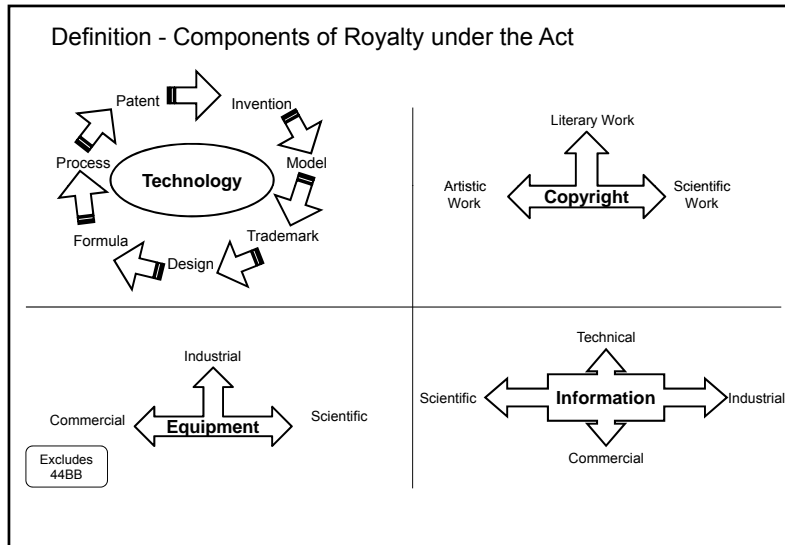 Definition - Components of Royalty under the Act
Patent
Invention
Process
Technology
Model
Formula
Trademark
Design
Literary Work
Artistic
Work
Copyright
Scientific
Work
Industrial
Commercial
Equipment
Scientific
Excludes
44BB
Technical
Scientific
Information
Industrial
Commercial